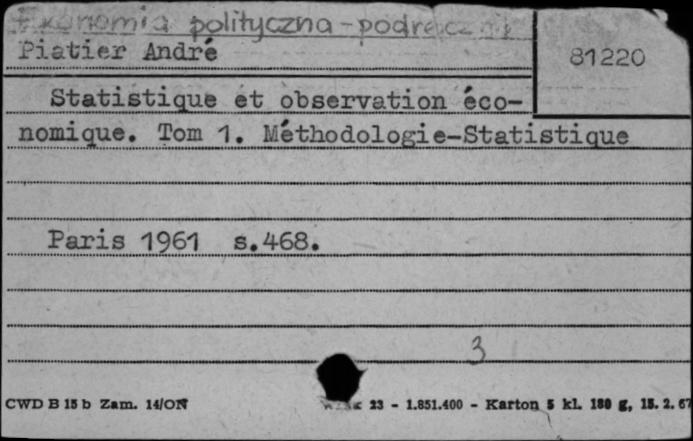 Ekonomia polityczna - podręczniki
Piatier André
81220
Statistique et observation éco-
nomique. Tom 1. Méthodologie-Statistique
Paris 1961 s.468.
3
CWD B 15 b Zam. 14/ON
23 - 1.851.400 - Karton 5 kl. 180 g, 15. 2. 67